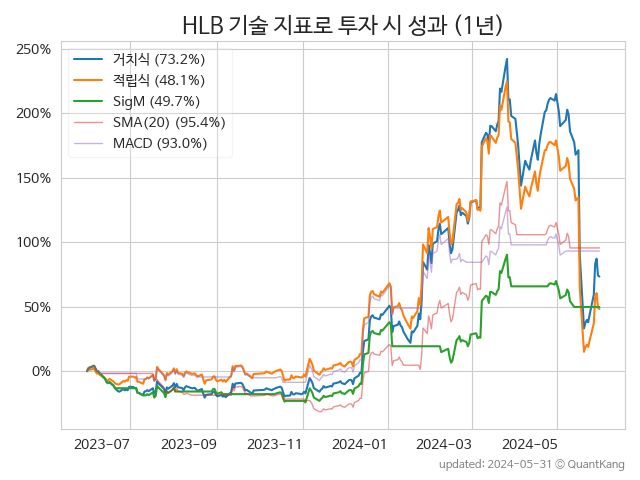 HLB 기술 지표로 투자 시 성과 (1년)
250%
200%
150%
100%
50%
0%
거치식 (73.2%)
적립식 (48.1%)
SigM (49.7%)
SMA(20) (95.4%)
MACD (93.0%)
2023-07 2023-09 2023-11 2024-01 2024-03 2024-05
updated: 2024-05-31 © QuantKang